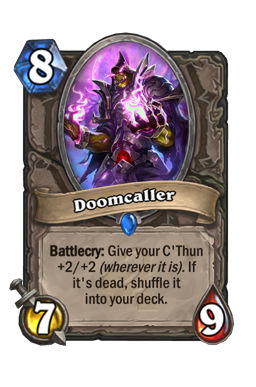 8
Doomcaller
Battlecry: Give your C'Thun
+2/+2 (wherever it is). If
it's dead, shuffle it
into your deck.
7
9